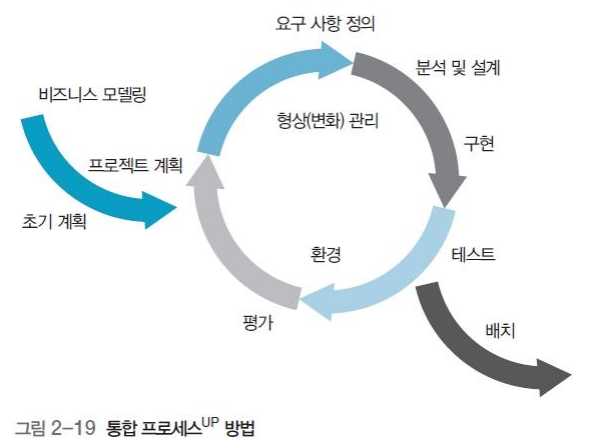 요구 사항 정의
분석 및 설계
비즈니스 모델링
형상(변화) 관리
구현
프로젝트 계획
초기 계획
환경
테스트
평가
배치
그림 2-19 통합 프로세스UP 방법